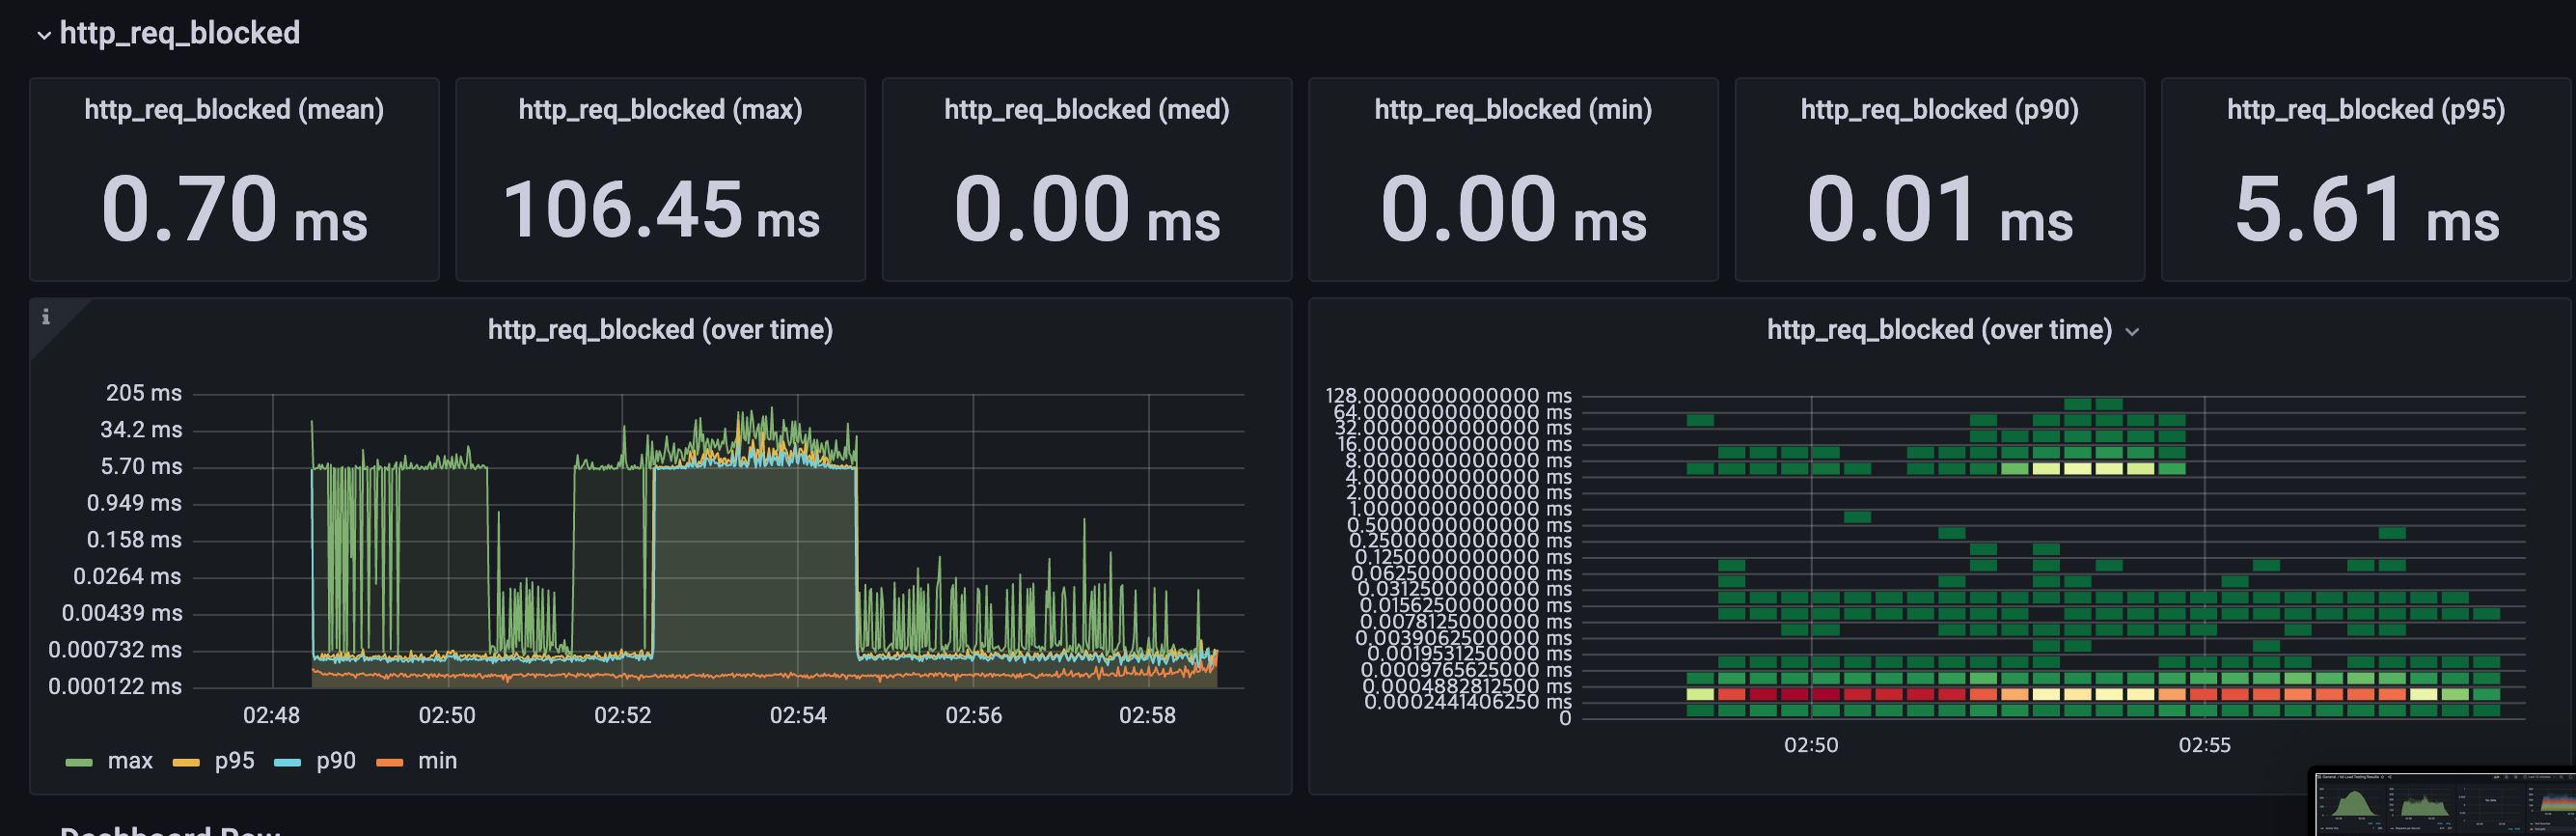 http_req_blocked
http_req_blocked (mean)
0.70 ms
http_req_blocked (max)
106.45 ms
http_req_blocked (med)
0.00 ms
http_req_blocked (min)
0.00 ms
http_req_blocked (p90)
0.01 ms
http_req_blocked (p95)
5.61 ms
i
http_req_blocked (over time)
205 ms
34.2 ms
5.70 ms
0.949 ms
0.158 ms
0.0264 ms
0.00439 ms
0.000732 ms
0.000122 ms
02:48 02:50 02:52 02:54 02:56 02:58
max p95 p90 min
http_req_blocked (over time)
128.0000000000000 ms
64.0000000000000 ms
32.0000000000000 ms
16.0000000000000 ms
8.0000000000000 ms
4.0000000000000 ms
2.0000000000000 ms
1.0000000000000 ms
0.5000000000000 ms
0.2500000000000 ms
0.1250000000000 ms
0.0625000000000 ms
0.0312500000000 ms
0.0156250000000 ms
0.0078125000000 ms
0.0039062500000 ms
0.0019531250000 ms
0.0009765625000 ms
0.0004882812500 ms
0.0002441406250 ms
0
02:50 02:55
Dashboard Row